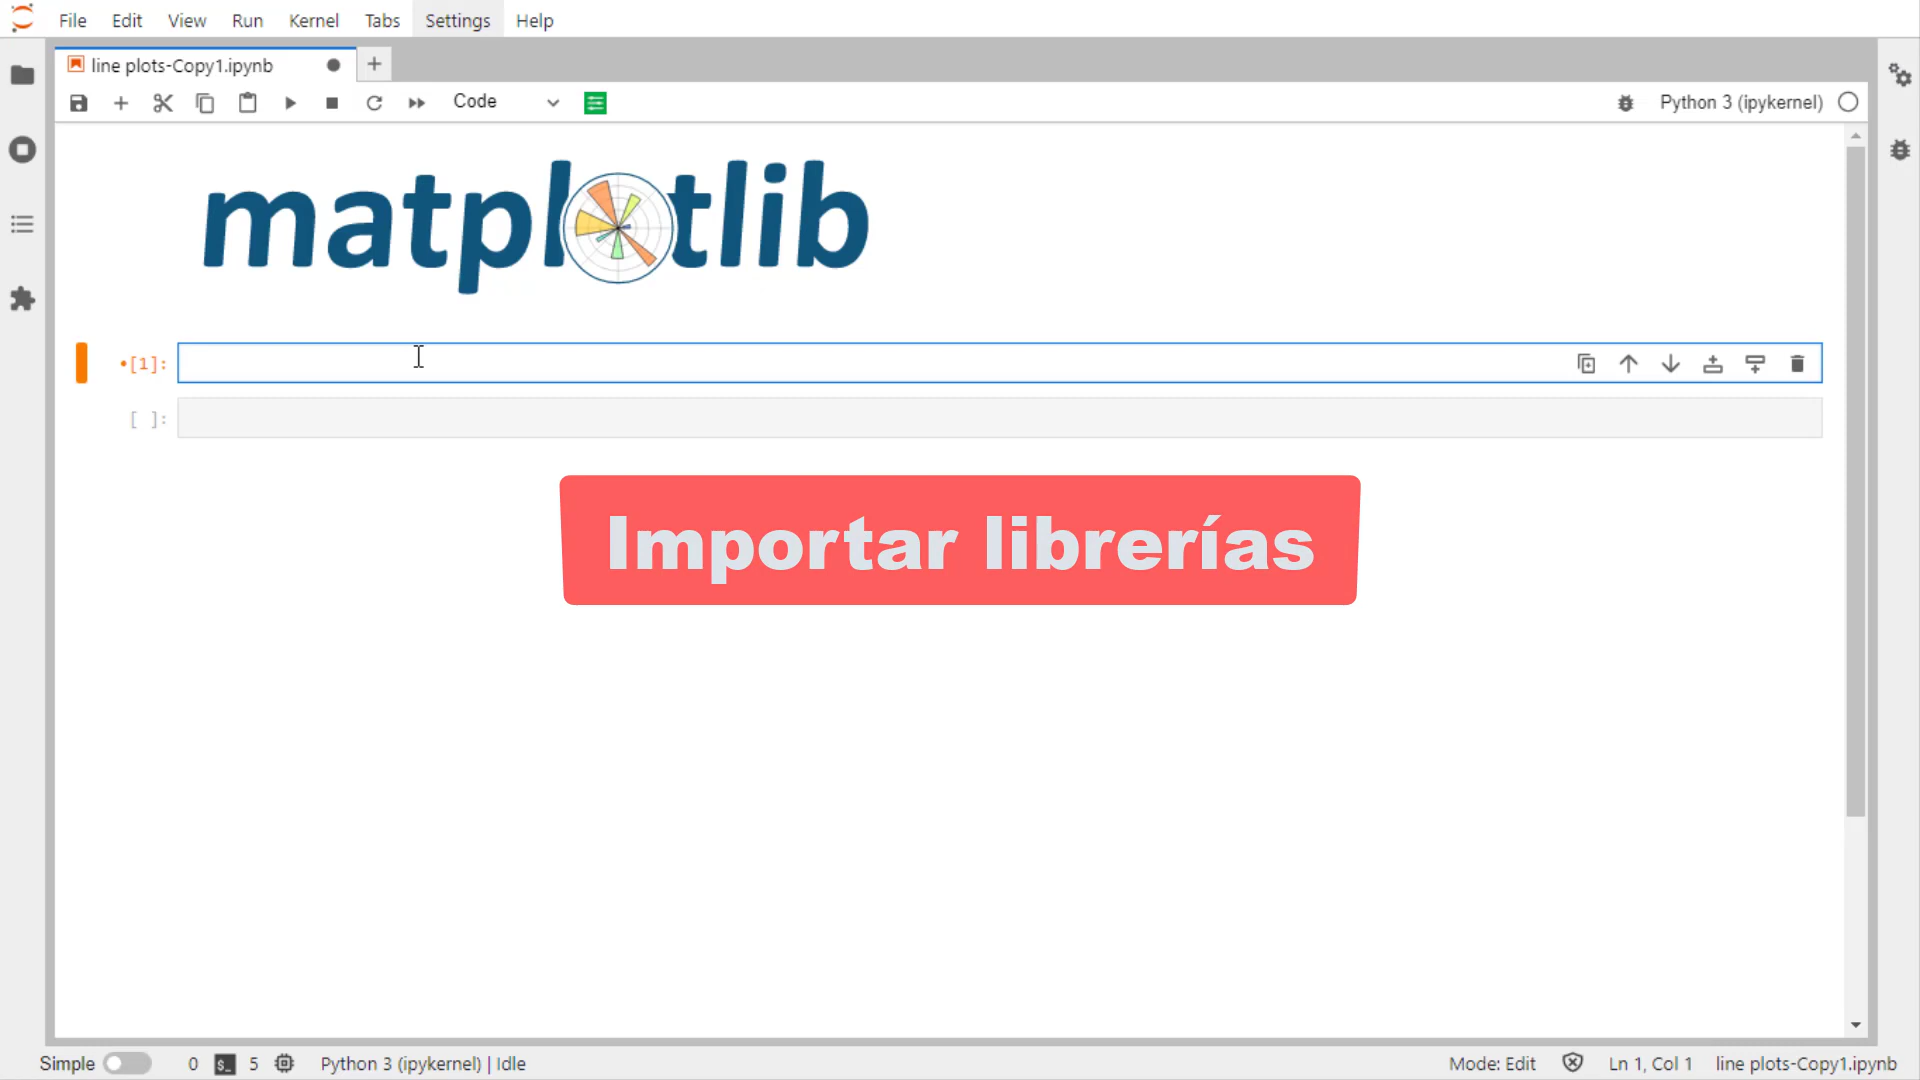 File Edit View Run Kernel Tabs Settings Help
line plots-Copy1.ipynb
Code
Python 3 (ipykernel)
matplotlib
[1]:
[ ]:
Importar librerías
Simple 0 $_ 5 Python 3 (ipykernel) | Idle Mode: Edit Ln 1, Col 1 line plots-Copy1.ipynb